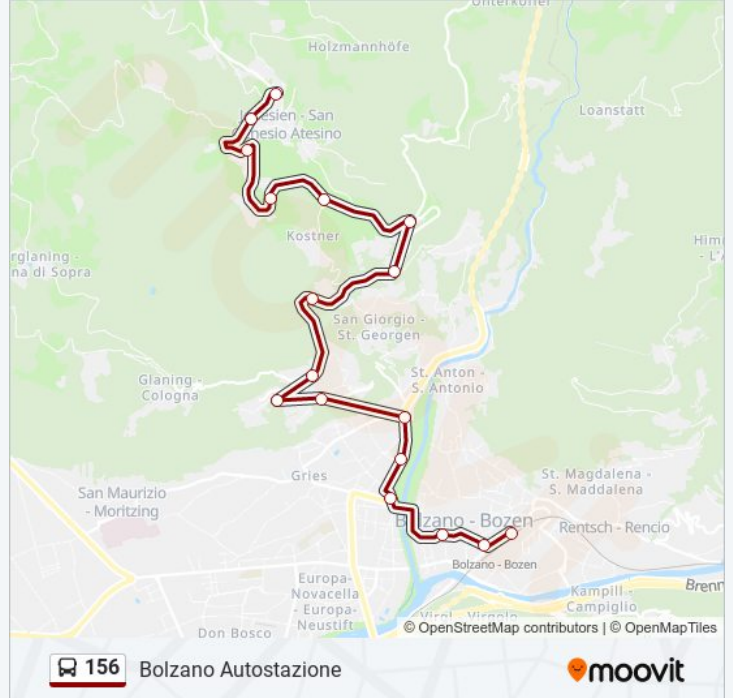 Unterkofler
Holzmannhöfe
Loanstatt
Jenesien - San
Genesio Atesino
Kostner
rglaning -
na di Sopra
San Giorgio -
St. Georgen
St. Anton -
S. Antonio
Glaning -
Cologna
Gries
San Maurizio
- Moritzing
St. Magdalena -
S. Maddalena
Bolzano - Bozen
Rentsch - Rencio
Bolzano - Bozen
Europa-
Novacella
- Europa-
Neustift
Kampill -
Campiglio
Brenn
Virgl - Virgolo
Don Bosco
© OpenStreetMap contributors | © OpenMapTiles
156 Bolzano Autostazione
moovit